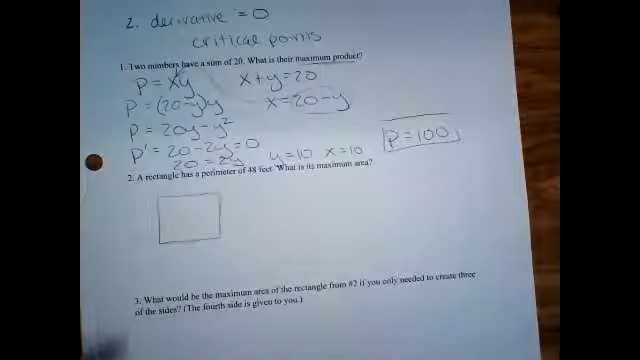 2. derivative = 0
critical points
1. Two numbers have a sum of 20. What is their maximum product?
P = xy x + y = 20
P = (20-y)y x = 20 - y
P = 20y - y²
P' = 20 - 2y = 0
20 = 2y y = 10 x = 10 P = 100
2. A rectangle has a perimeter of 48 feet. What is its maximum area?
3. What would be the maximum area of the rectangle from #2 if you only needed to create three
of the sides? (The fourth side is given to you.)